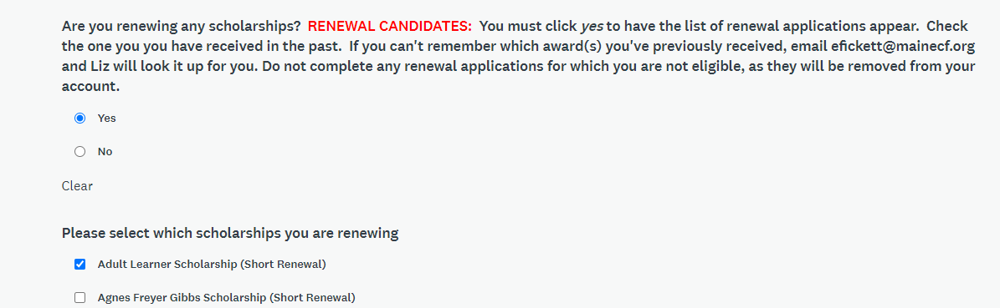 Are you renewing any scholarships? RENEWAL CANDIDATES: You must click yes to have the list of renewal applications appear. Check
the one you you have received in the past. If you can't remember which award(s) you've previously received, email efickett@mainecf.org
and Liz will look it up for you. Do not complete any renewal applications for which you are not eligible, as they will be removed from your
account.
Yes
No
Clear
Please select which scholarships you are renewing
Adult Learner Scholarship (Short Renewal)
Agnes Freyer Gibbs Scholarship (Short Renewal)